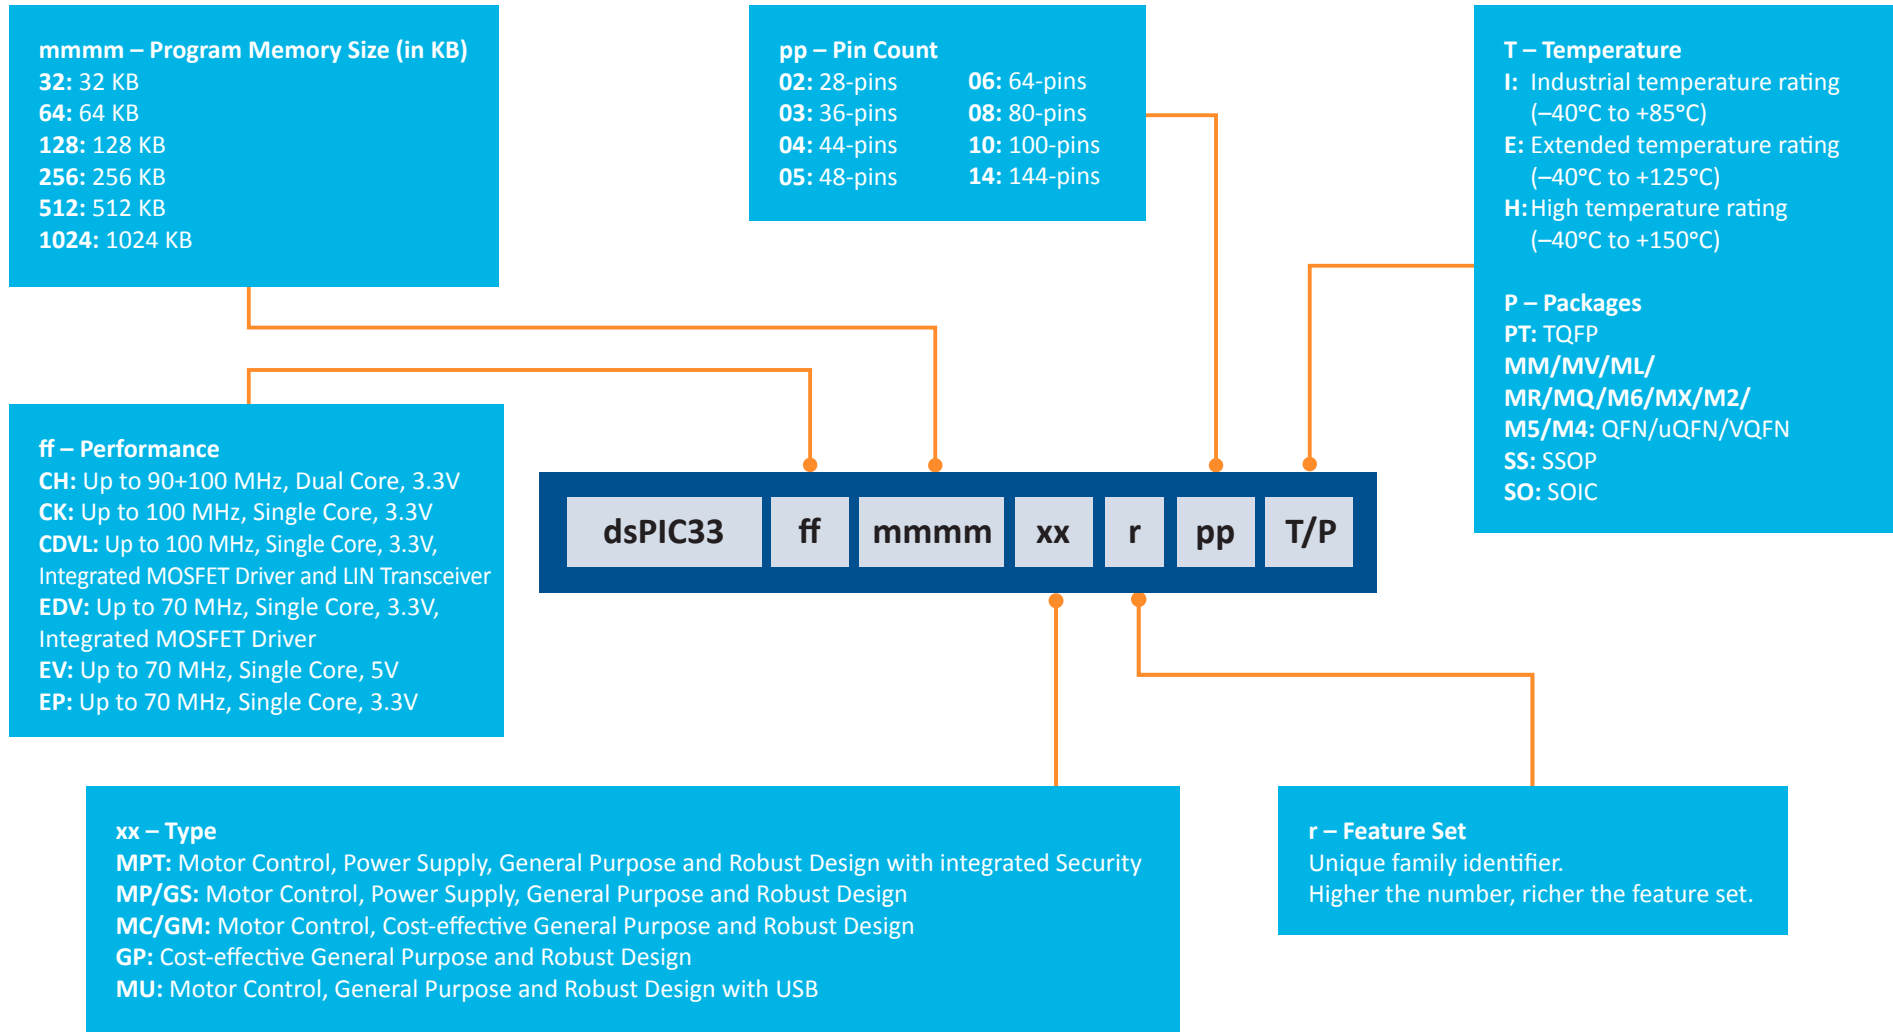 mmmm – Program Memory Size (in KB)
32: 32 KB
64: 64 KB
128: 128 KB
256: 256 KB
512: 512 KB
1024: 1024 KB
pp – Pin Count
02: 28-pins
03: 36-pins
04: 44-pins
05: 48-pins
06: 64-pins
08: 80-pins
10: 100-pins
14: 144-pins
T – Temperature
I: Industrial temperature rating
(–40°C to +85°C)
E: Extended temperature rating
(–40°C to +125°C)
H: High temperature rating
(–40°C to +150°C)
P – Packages
PT: TQFP
MM/MV/ML/
MR/MQ/M6/MX/M2/
M5/M4: QFN/uQFN/VQFN
SS: SSOP
SO: SOIC
ff – Performance
CH: Up to 90+100 MHz, Dual Core, 3.3V
CK: Up to 100 MHz, Single Core, 3.3V
CDVL: Up to 100 MHz, Single Core, 3.3V,
Integrated MOSFET Driver and LIN Transceiver
EDV: Up to 70 MHz, Single Core, 3.3V,
Integrated MOSFET Driver
EV: Up to 70 MHz, Single Core, 5V
EP: Up to 70 MHz, Single Core, 3.3V
dsPIC33 ff mmmm xx r pp T/P
xx – Type
MPT: Motor Control, Power Supply, General Purpose and Robust Design with integrated Security
MP/GS: Motor Control, Power Supply, General Purpose and Robust Design
MC/GM: Motor Control, Cost-effective General Purpose and Robust Design
GP: Cost-effective General Purpose and Robust Design
MU: Motor Control, General Purpose and Robust Design with USB
r – Feature Set
Unique family identifier.
Higher the number, richer the feature set.